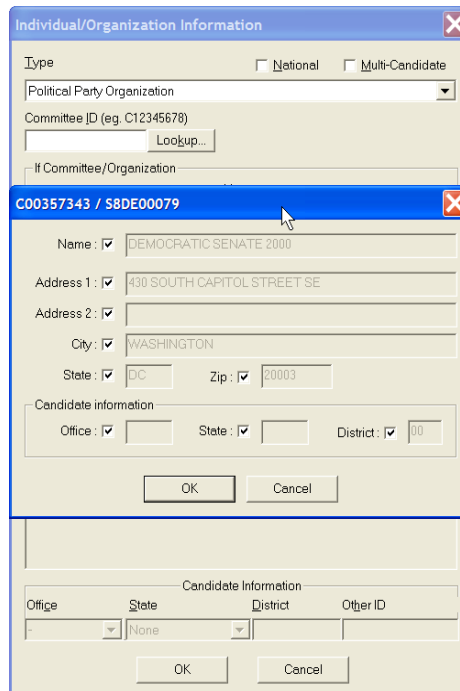 Individual/Organization Information
Type National Multi-Candidate
Political Party Organization
Committee ID (eg. C12345678)
Lookup...
If Committee/Organization
C00357343 / S8DE00079
Name : DEMOCRATIC SENATE 2000
Address 1 : 430 SOUTH CAPITOL STREET SE
Address 2 :
City : WASHINGTON
State : DC Zip : 20003
Candidate information
Office : State : District : 00
OK Cancel
Candidate Information
Office State District Other ID
- None
OK Cancel